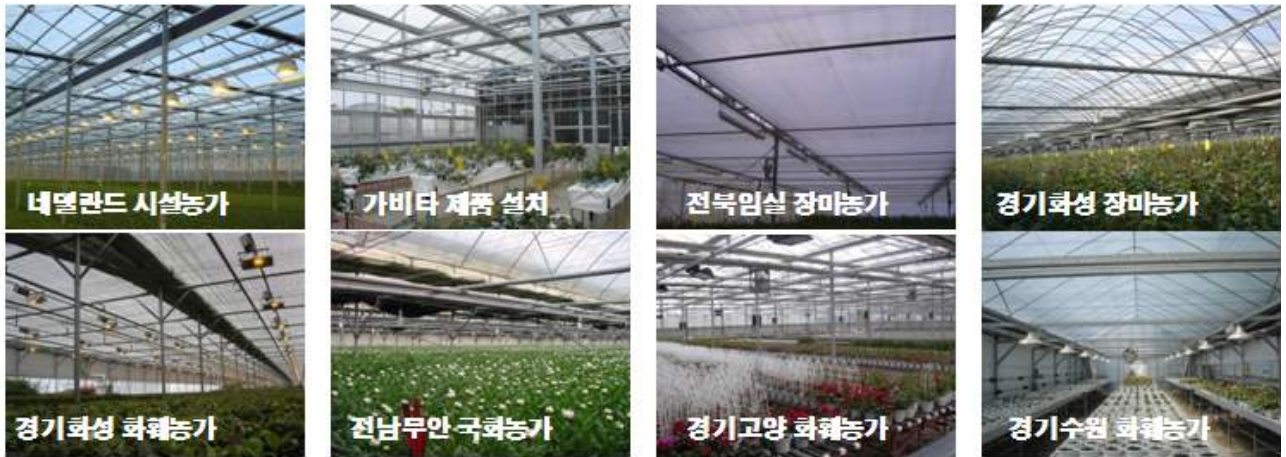 네델란드 시설농가
가비타 제품 설치
전북임실 장미농가
경기화성 장미농가
경기화성 화훼농가
전남무안 국화농가
경기고양 화훼농가
경기수원 화훼농가